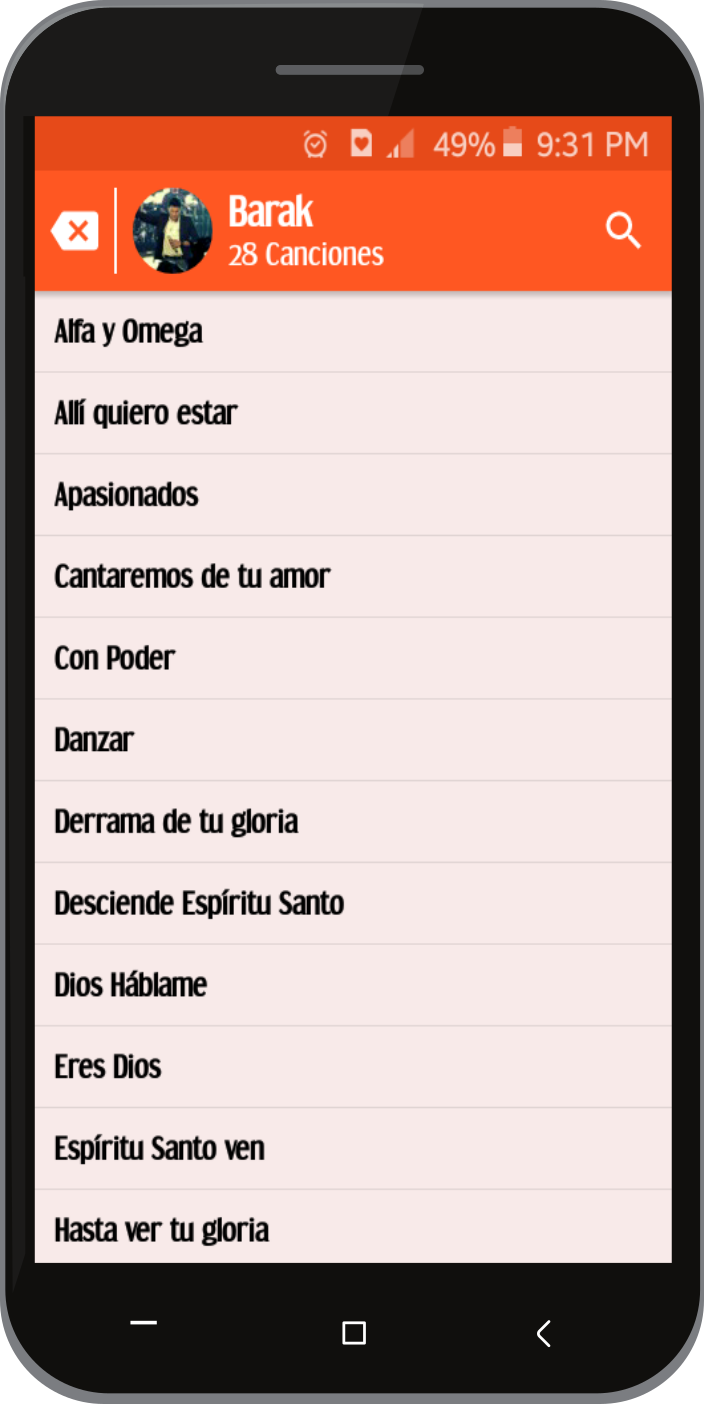 49% 9:31 PM
Barak
28 Canciones
Alfa y Omega
Allí quiero estar
Apasionados
Cantaremos de tu amor
Con Poder
Danzar
Derrama de tu gloria
Desciende Espíritu Santo
Dios Háblame
Eres Dios
Espíritu Santo ven
Hasta ver tu gloria